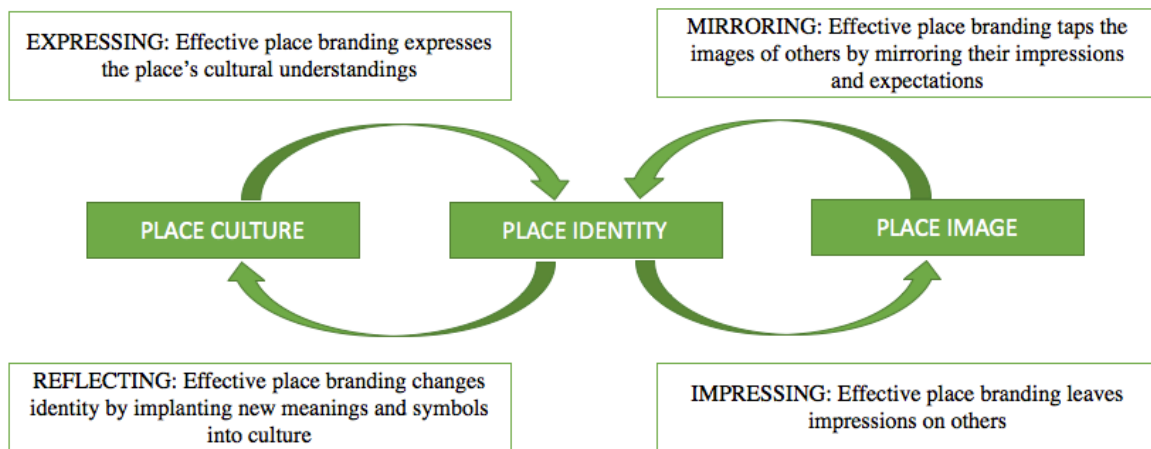 EXPRESSING: Effective place branding expresses
the place’s cultural understandings
MIRRORING: Effective place branding taps the
images of others by mirroring their impressions
and expectations
PLACE CULTURE
PLACE IDENTITY
PLACE IMAGE
REFLECTING: Effective place branding changes
identity by implanting new meanings and symbols
into culture
IMPRESSING: Effective place branding leaves
impressions on others